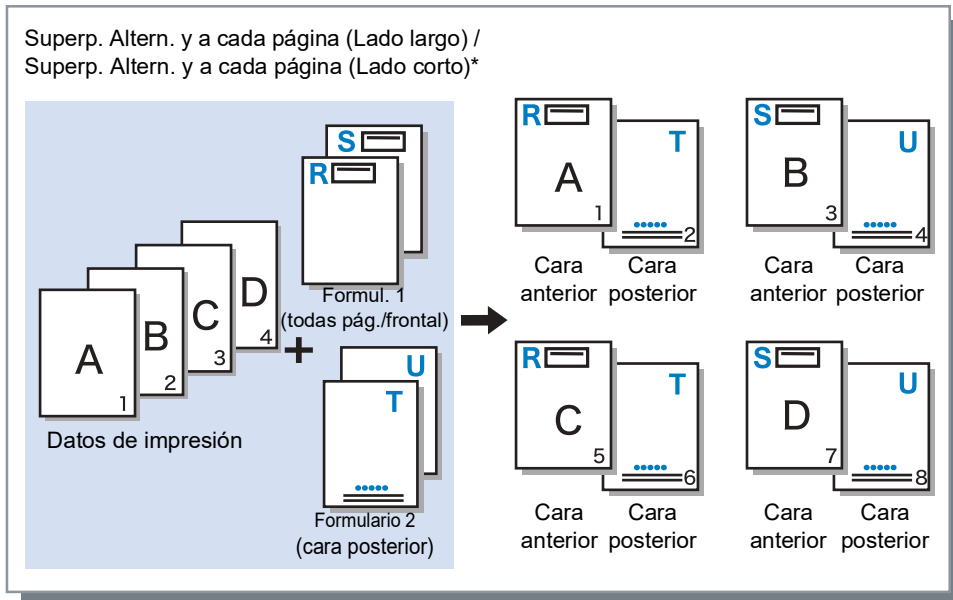 Superp. Altern. y a cada página (Lado largo) /
Superp. Altern. y a cada página (Lado corto)*
S
R
D
4
C
3
B
2
A
1
Formul. 1
(todas pág./frontal)
+
Datos de impresión
U
T
Formulario 2
(cara posterior)
R
A
1
T
2
Cara anterior
Cara posterior
S
B
3
U
4
Cara anterior
Cara posterior
R
C
5
T
6
Cara anterior
Cara posterior
S
D
7
U
8
Cara anterior
Cara posterior